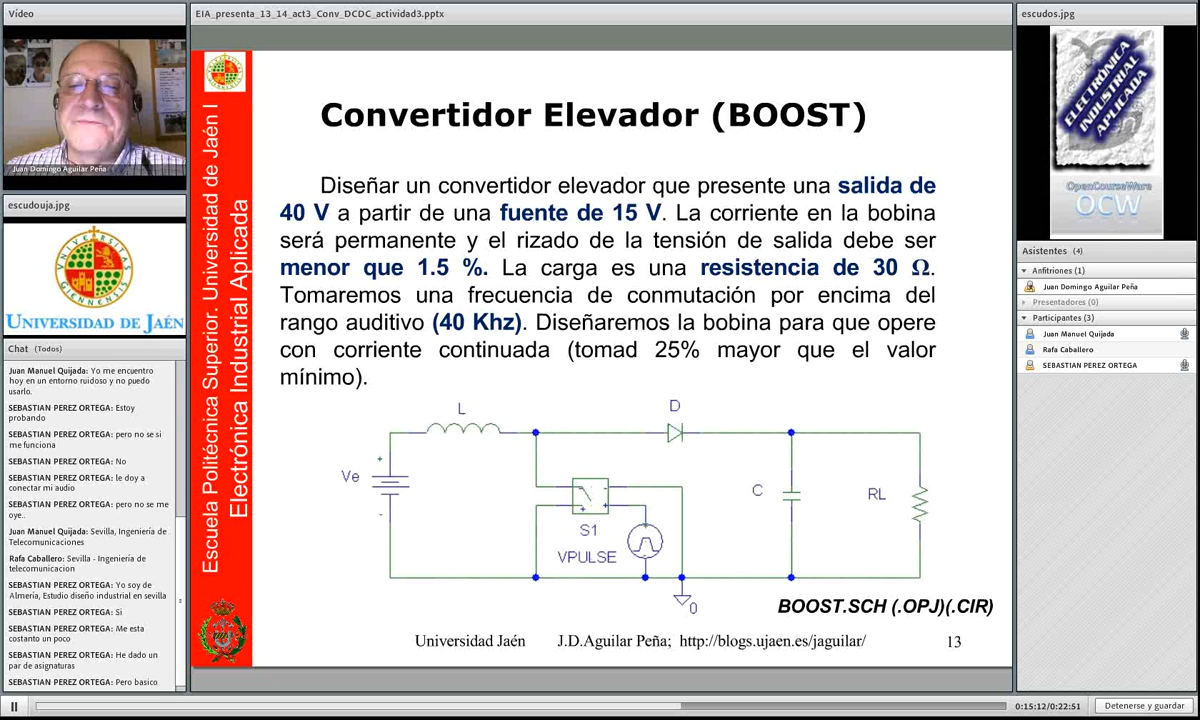 Vídeo
Juan Domingo Aguilar Peña
escudouja.jpg
UNIVERSITAS
GIENNENSIS
UNIVERSIDAD DE JAÉN
Chat (Todos)
Juan Manuel Quijada: Yo me encuentro
hoy en un entorno ruidoso y no puedo
usarlo.
SEBASTIAN PEREZ ORTEGA: Estoy
probando
SEBASTIAN PEREZ ORTEGA: pero no se si
me funciona
SEBASTIAN PEREZ ORTEGA: No
SEBASTIAN PEREZ ORTEGA: le doy a
conectar mi audio
SEBASTIAN PEREZ ORTEGA: pero no se me
oye..
Juan Manuel Quijada: Sevilla, Ingeniería de
Telecomunicaciones
Rafa Caballero: Sevilla - Ingeniería de
telecomunicacion
SEBASTIAN PEREZ ORTEGA: Yo soy de
Almería, Estudio diseño industrial en sevilla
SEBASTIAN PEREZ ORTEGA: Si
SEBASTIAN PEREZ ORTEGA: Me esta
costanto un poco
SEBASTIAN PEREZ ORTEGA: He dado un
par de asignaturas
SEBASTIAN PEREZ ORTEGA: Pero basico
EIA_presenta_13_14_act3_Conv_DCDC_actividad3.pptx
Escuela Politécnica Superior. Universidad de Jaén I
Electrónica Industrial Aplicada
Convertidor Elevador (BOOST)
Diseñar un convertidor elevador que presente una salida de
40 V a partir de una fuente de 15 V. La corriente en la bobina
será permanente y el rizado de la tensión de salida debe ser
menor que 1.5 %. La carga es una resistencia de 30 Ω.
Tomaremos una frecuencia de conmutación por encima del
rango auditivo (40 Khz). Diseñaremos la bobina para que opere
con corriente continuada (tomad 25% mayor que el valor
mínimo).
L
D
Ve
+
-
S1
VPULSE
C
RL
0
BOOST.SCH (.OPJ)(.CIR)
Universidad Jaén J.D.Aguilar Peña; http://blogs.ujaen.es/jaguilar/ 13
escudos.jpg
ELECTRÓNICA
INDUSTRIAL
APLICADA
OpenCourseWare
OCW
Asistentes (4)
Anfitriones (1)
Juan Domingo Aguilar Peña
Presentadores (0)
Participantes (3)
Juan Manuel Quijada
Rafa Caballero
SEBASTIAN PEREZ ORTEGA
0:15:12/0:22:51
Detenerse y guardar